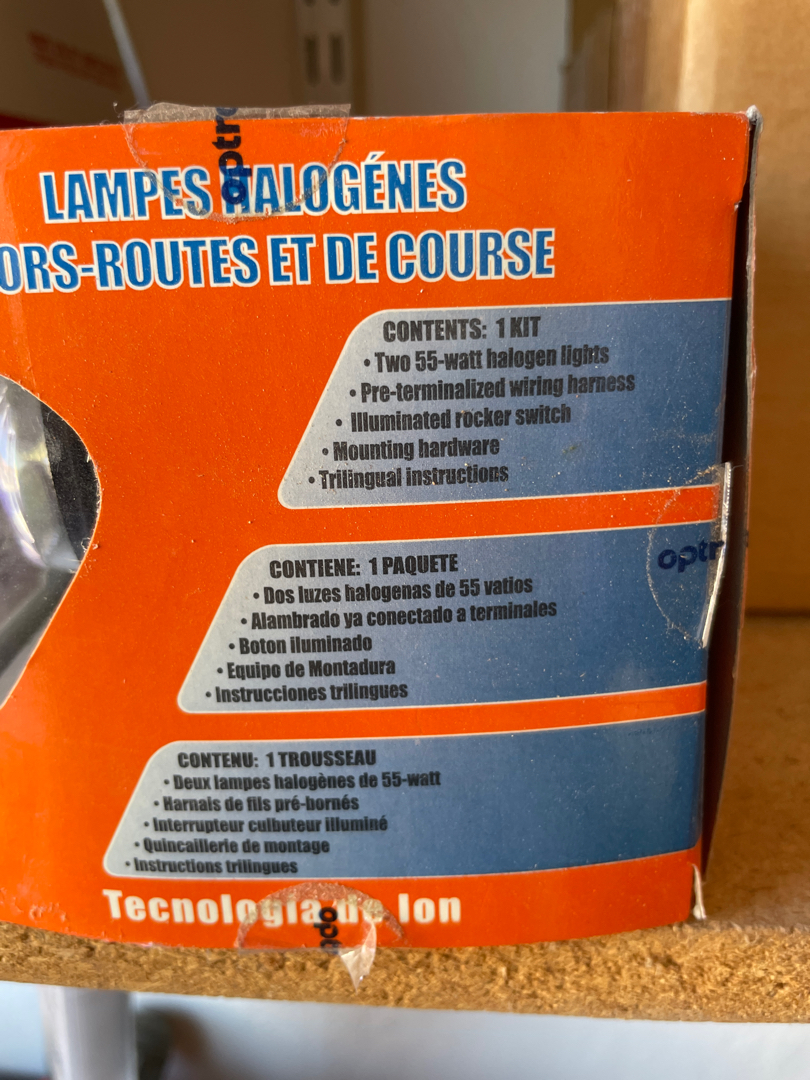 LAMPES HALOGÉNES
ORS-ROUTES ET DE COURSE
CONTENTS: 1 KIT
• Two 55-watt halogen lights
• Pre-terminalized wiring harness
• Illuminated rocker switch
• Mounting hardware
• Trilingual instructions
optr
CONTIENE: 1 PAQUETE
• Dos luzes halogenas de 55 vatios
• Alambrado ya conectado a terminales
• Boton iluminado
• Equipo de Montadura
• Instrucciones trilingues
CONTENU: 1 TROUSSEAU
• Deux lampes halogènes de 55-watt
• Harnais de fils pré-bornés
• Interrupteur culbuteur illuminé
• Quincaillerie de montage
• Instructions trilingues
Tecnologia de Ion